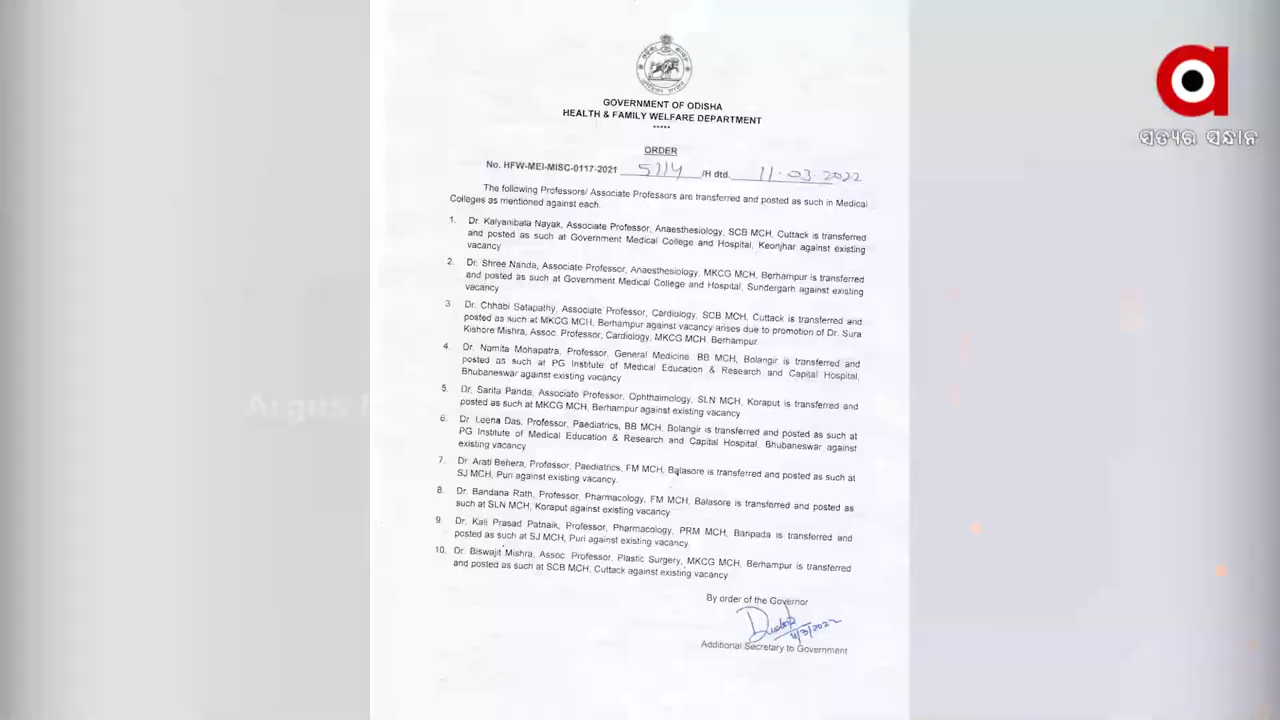 GOVERNMENT OF ODISHA
HEALTH & FAMILY WELFARE DEPARTMENT
*****
ORDER
No. HFW-MEI-MISC-0117-2021 5114 /H dtd. 11.03.2022
The following Professors/ Associate Professors are transferred and posted as such in Medical
Colleges as mentioned against each.
1. Dr. Kalyanibala Nayak, Associate Professor, Anaesthesiology, SCB MCH, Cuttack is transferred
and posted as such at Government Medical College and Hospital, Keonjhar against existing
vacancy
2. Dr. Shree Nanda, Associate Professor, Anaesthesiology, MKCG MCH, Berhampur is transferred
and posted as such at Government Medical College and Hospital, Sundergarh against existing
vacancy
3 Dr. Chhabi Satapathy, Associate Professor, Cardiology, SCB MCH, Cuttack is transferred and
posted as such at MKCG MCH, Berhampur against vacancy arises due to promotion of Dr. Sura
Kishore Mishra, Assoc. Professor, Cardiology, MKCG MCH, Berhampur.
4. Dr. Namita Mohapatra, Professor, General Medicine, BB MCH, Bolangir is transferred and
posted as such at PG Institute of Medical Education & Research and Capital Hospital,
Bhubaneswar against existing vacancy
5. Dr. Sarita Panda, Associate Professor, Ophthalmology, SLN MCH, Koraput is transferred and
posted as such at MKCG MCH, Berhampur against existing vacancy
6. Dr Leena Das, Professor, Paediatrics, BB MCH, Bolangir is transferred and posted as such at
PG Institute of Medical Education & Research and Capital Hospital, Bhubaneswar against
existing vacancy
7. Dr Arati Behera, Professor, Paediatrics, FM MCH, Balasore is transferred and posted as such at
SJ MCH, Puri against existing vacancy.
8. Dr. Bandana Rath, Professor, Pharmacology, FM MCH, Balasore is transferred and posted as
such at SLN MCH, Koraput against existing vacancy
9. Dr. Kali Prasad Patnaik, Professor, Pharmacology, PRM MCH, Baripada is transferred and
posted as such at SJ MCH, Puri against existing vacancy
10. Dr. Biswajit Mishra, Assoc Professor, Plastic Surgery, MKCG MCH, Berhampur is transferred
and posted as such at SCB MCH, Cuttack against existing vacancy
By order of the Governor
11/3/2022
Additional Secretary to Government
ସତ୍ୟର ସନ୍ଧାନ
Argus